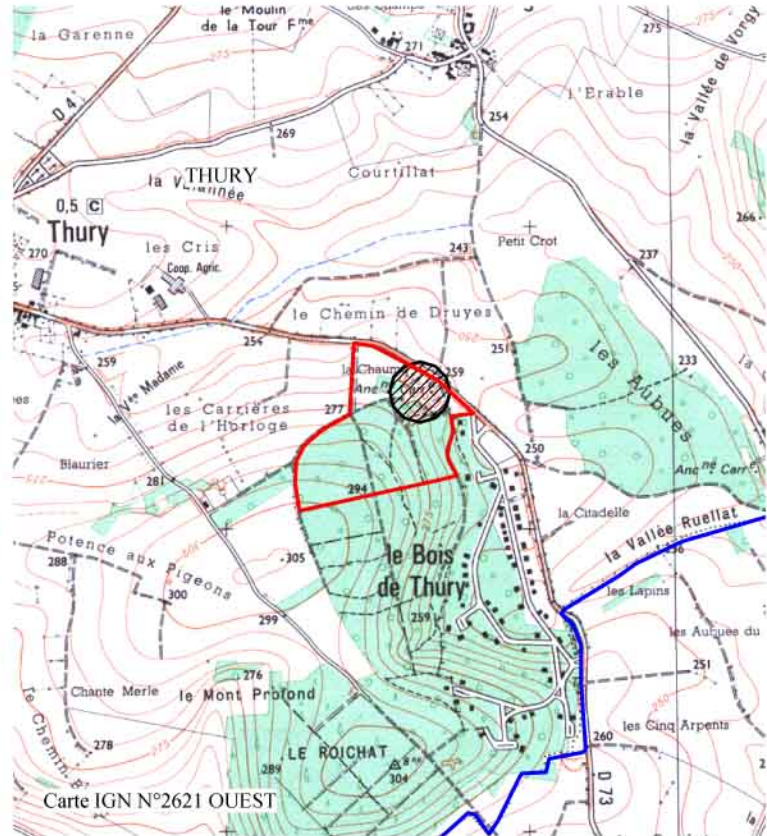 le Moulin
de la Tour Fme
la Garenne
271
275
la Vallée de Vorgy
D 4
269
254
l'Érable
THURY
Courtillat
266
0,5 C
Thury
les Cris
Coop. Agric.
270
243
Petit Crot
237
le Chemin de Druyes
254
251
les Aubues
233
259
la Vve Madame
la Chaume
259
Ancne Carre
277
les Carrières
de l'Horloge
250
Blaurier
281
Ancne Carre
294
275
la Citadelle
la Vallée Ruellat
256
Potence aux Pigeons
288
305
le Bois
de Thury
300
299
259
les Lapins
les Aubues du
251
276
Chante Merle
le Mont Profond
les Cinq Arpents
278
LE ROICHAT
289
304
260
D 73
Carte IGN N°2621 OUEST